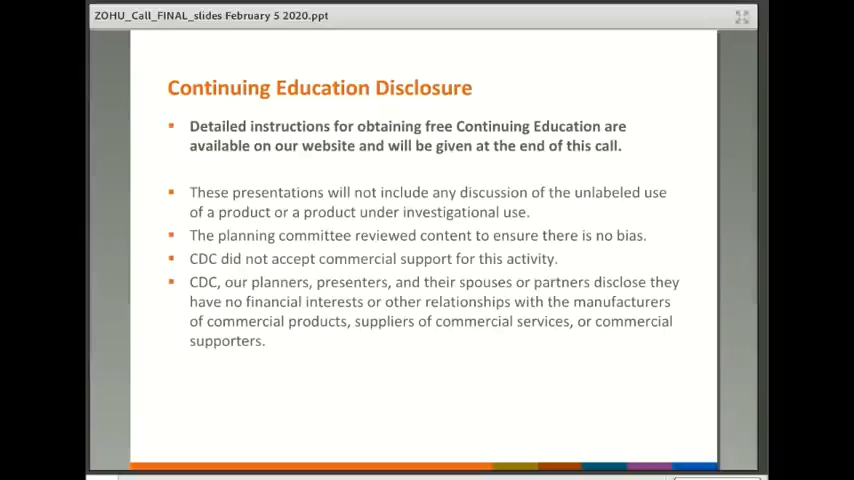 ZOHU_Call_FINAL_slides February 5 2020.ppt
Continuing Education Disclosure
▪ Detailed instructions for obtaining free Continuing Education are
available on our website and will be given at the end of this call.
▪ These presentations will not include any discussion of the unlabeled use
of a product or a product under investigational use.
▪ The planning committee reviewed content to ensure there is no bias.
▪ CDC did not accept commercial support for this activity.
▪ CDC, our planners, presenters, and their spouses or partners disclose they
have no financial interests or other relationships with the manufacturers
of commercial products, suppliers of commercial services, or commercial
supporters.